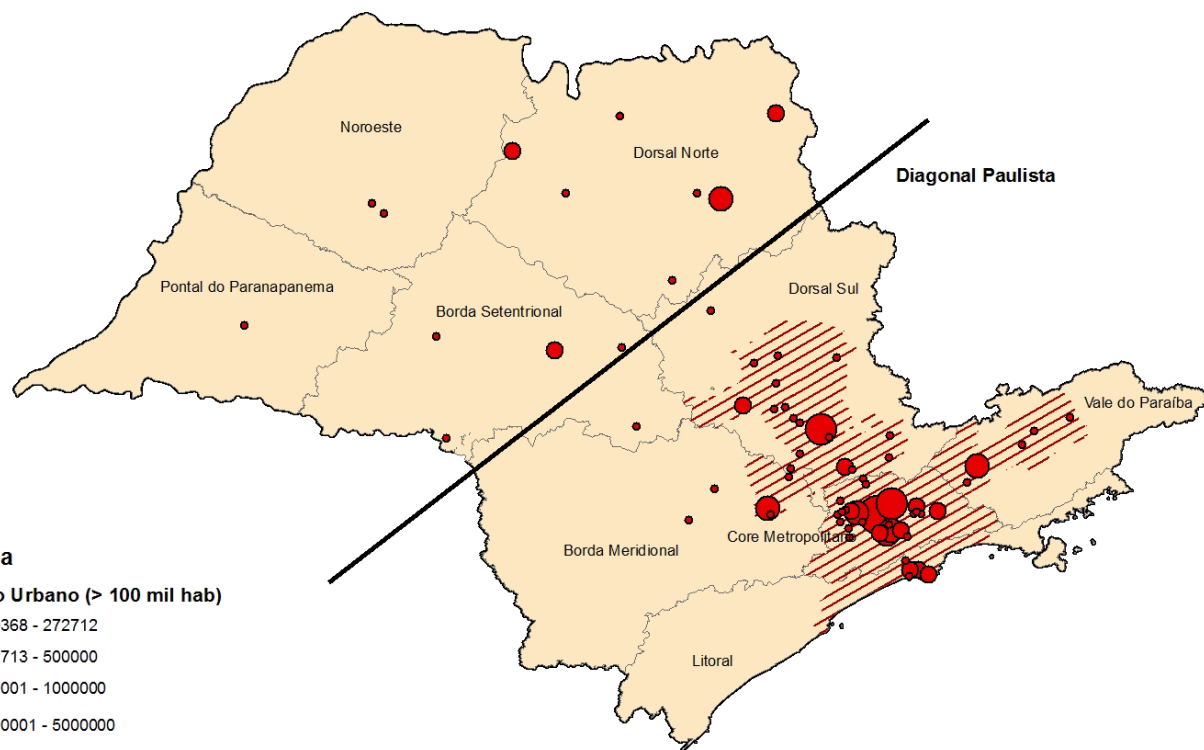 Noroeste
Dorsal Norte
Diagonal Paulista
Pontal do Paranapanema
Borda Setentrional
Dorsal Sul
Vale do Paraíba
Core Metropolitano
Borda Meridional
Litoral
a
o Urbano (> 100 mil hab)
368 - 272712
713 - 500000
001 - 1000000
0001 - 5000000